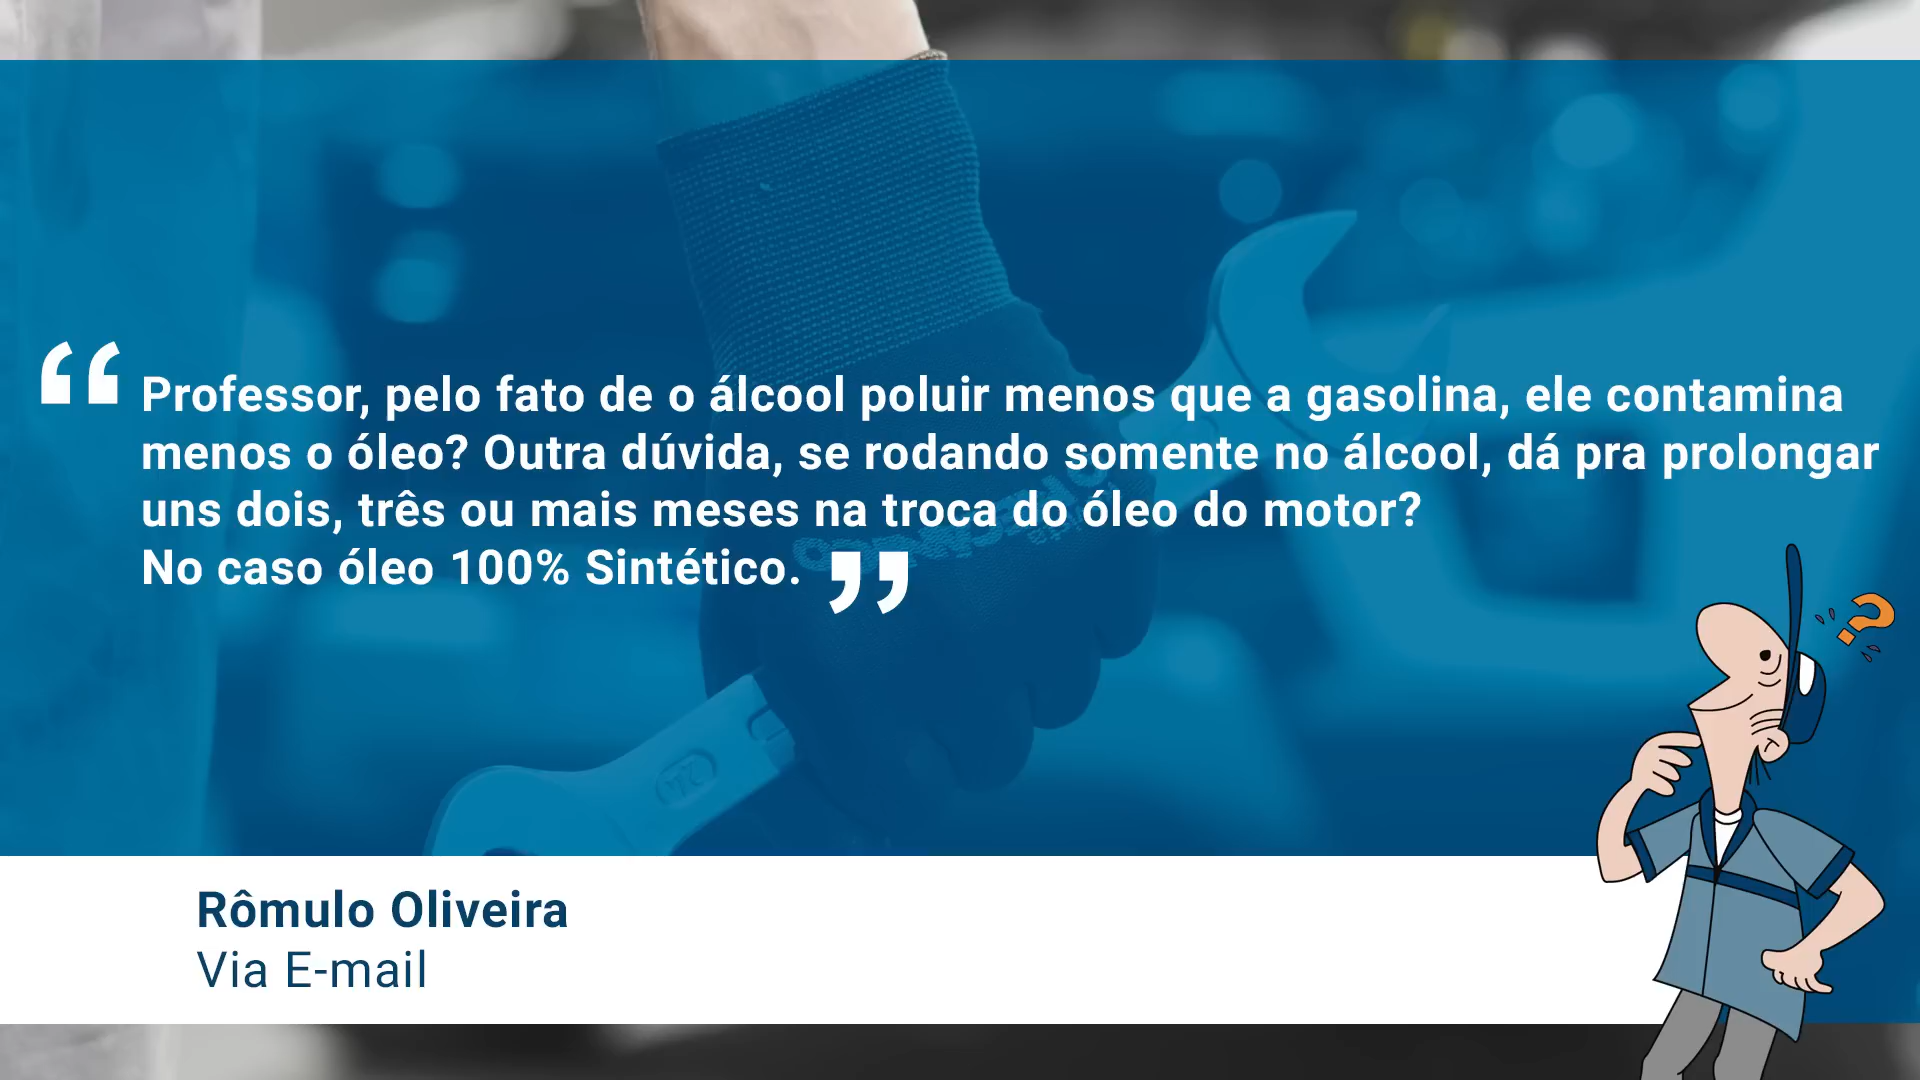 “Professor, pelo fato de o álcool poluir menos que a gasolina, ele contamina
menos o óleo? Outra dúvida, se rodando somente no álcool, dá pra prolongar
uns dois, três ou mais meses na troca do óleo do motor?
No caso óleo 100% Sintético.”
?
Rômulo Oliveira
Via E-mail